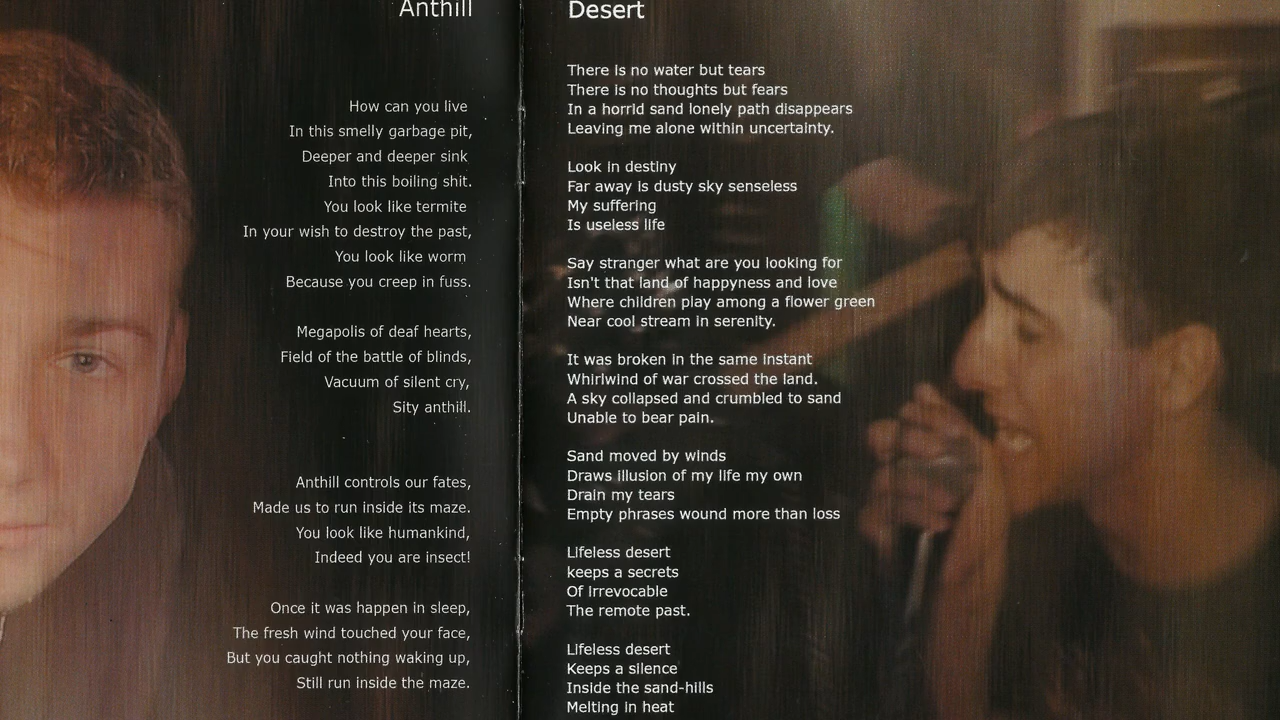 Anthill
How can you live
In this smelly garbage pit,
Deeper and deeper sink
Into this boiling shit.
You look like termite
In your wish to destroy the past,
You look like worm
Because you creep in fuss.
Megapolis of deaf hearts,
Field of the battle of blinds,
Vacuum of silent cry,
Sity anthill.
Anthill controls our fates,
Made us to run inside its maze.
You look like humankind,
Indeed you are insect!
Once it was happen in sleep,
The fresh wind touched your face,
But you caught nothing waking up,
Still run inside the maze.
Desert
There is no water but tears
There is no thoughts but fears
In a horrid sand lonely path disappears
Leaving me alone within uncertainty.
Look in destiny
Far away is dusty sky senseless
My suffering
Is useless life
Say stranger what are you looking for
Isn't that land of happyness and love
Where children play among a flower green
Near cool stream in serenity.
It was broken in the same instant
Whirlwind of war crossed the land.
A sky collapsed and crumbled to sand
Unable to bear pain.
Sand moved by winds
Draws illusion of my life my own
Drain my tears
Empty phrases wound more than loss
Lifeless desert
keeps a secrets
Of irrevocable
The remote past.
Lifeless desert
Keeps a silence
Inside the sand-hills
Melting in heat